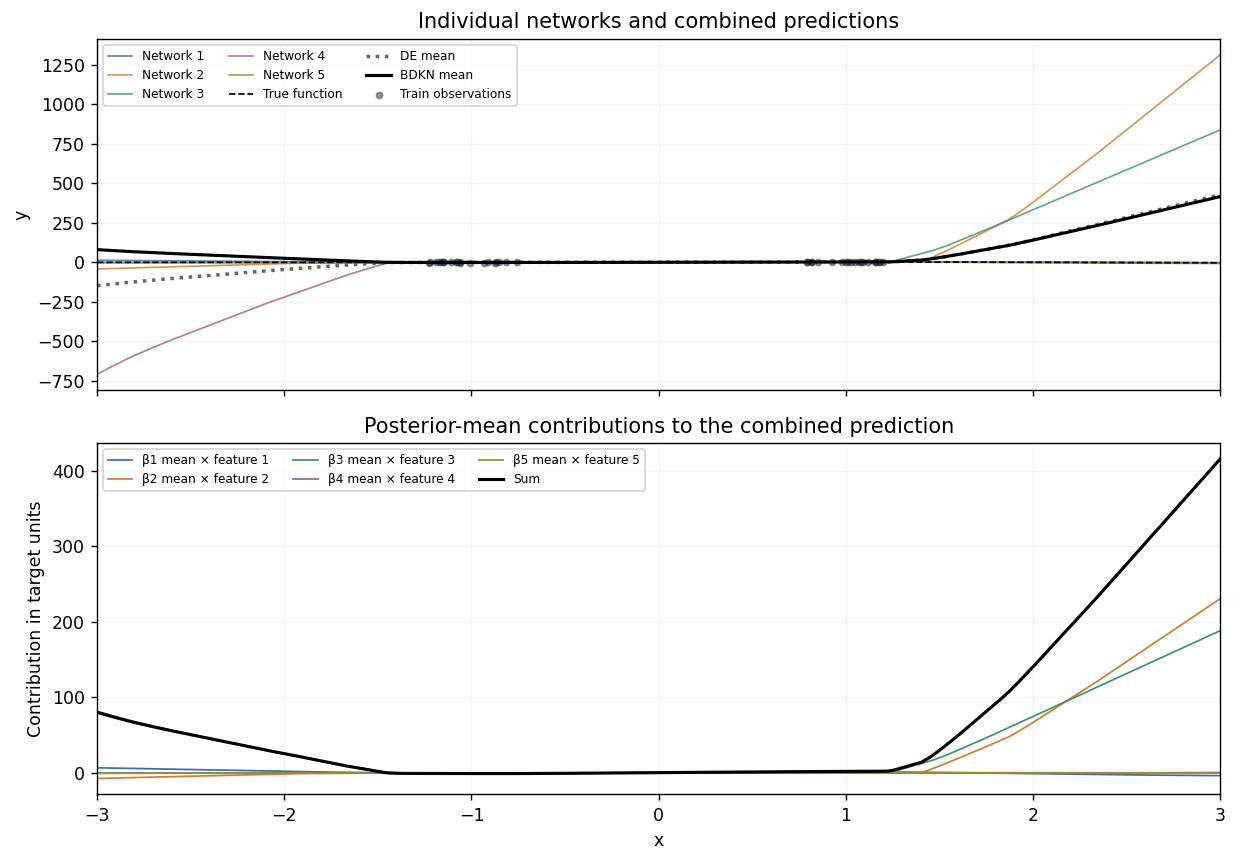 Individual networks and combined predictions
Network 1
Network 2
Network 3
Network 4
Network 5
True function
DE mean
BDKN mean
Train observations
1250
1000
750
500
250
0
−250
−500
−750
y
Posterior-mean contributions to the combined prediction
β1 mean × feature 1
β2 mean × feature 2
β3 mean × feature 3
β4 mean × feature 4
β5 mean × feature 5
Sum
400
300
200
100
0
Contribution in target units
−3 −2 −1 0 1 2 3
x